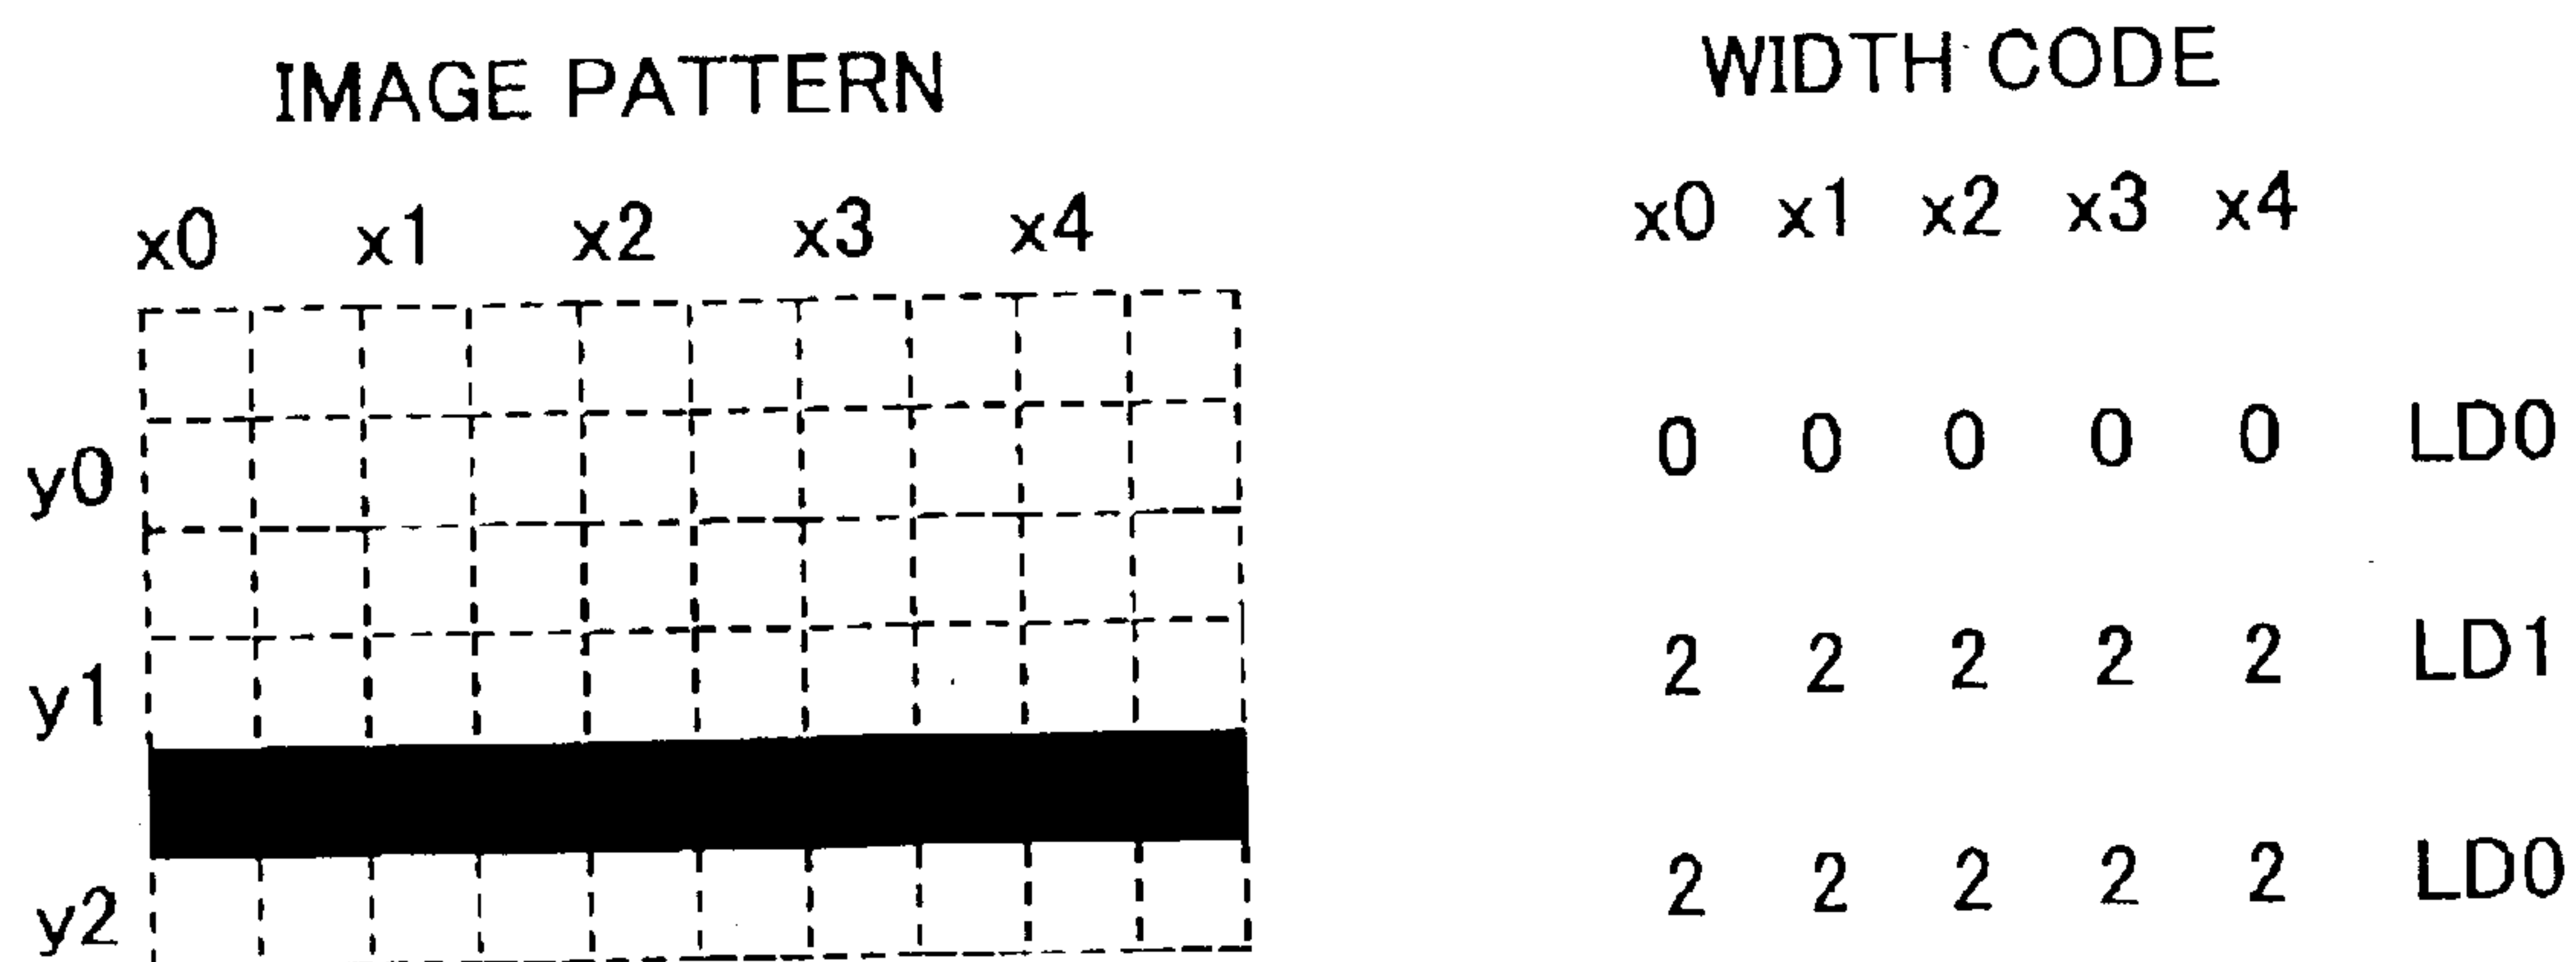 IMAGE PATTERN
x0 x1 x2 x3 x4
y0
y1
y2
WIDTH CODE
x0 x1 x2 x3 x4
0 0 0 0 0 LD0
2 2 2 2 2 LD1
2 2 2 2 2 LD0